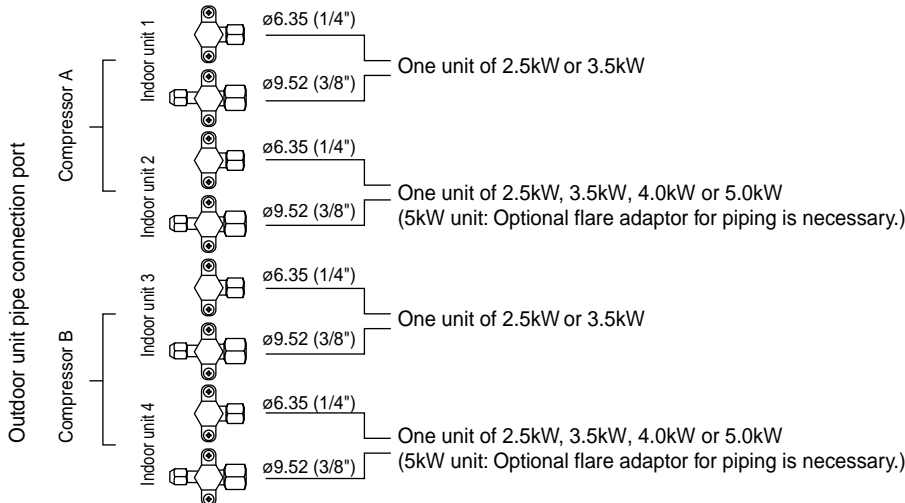 Outdoor unit pipe connection port
Compressor A
Indoor unit 1
ø6.35 (1/4")
ø9.52 (3/8")
One unit of 2.5kW or 3.5kW
Indoor unit 2
ø6.35 (1/4")
ø9.52 (3/8")
One unit of 2.5kW, 3.5kW, 4.0kW or 5.0kW
(5kW unit: Optional flare adaptor for piping is necessary.)
Compressor B
Indoor unit 3
ø6.35 (1/4")
ø9.52 (3/8")
One unit of 2.5kW or 3.5kW
Indoor unit 4
ø6.35 (1/4")
ø9.52 (3/8")
One unit of 2.5kW, 3.5kW, 4.0kW or 5.0kW
(5kW unit: Optional flare adaptor for piping is necessary.)